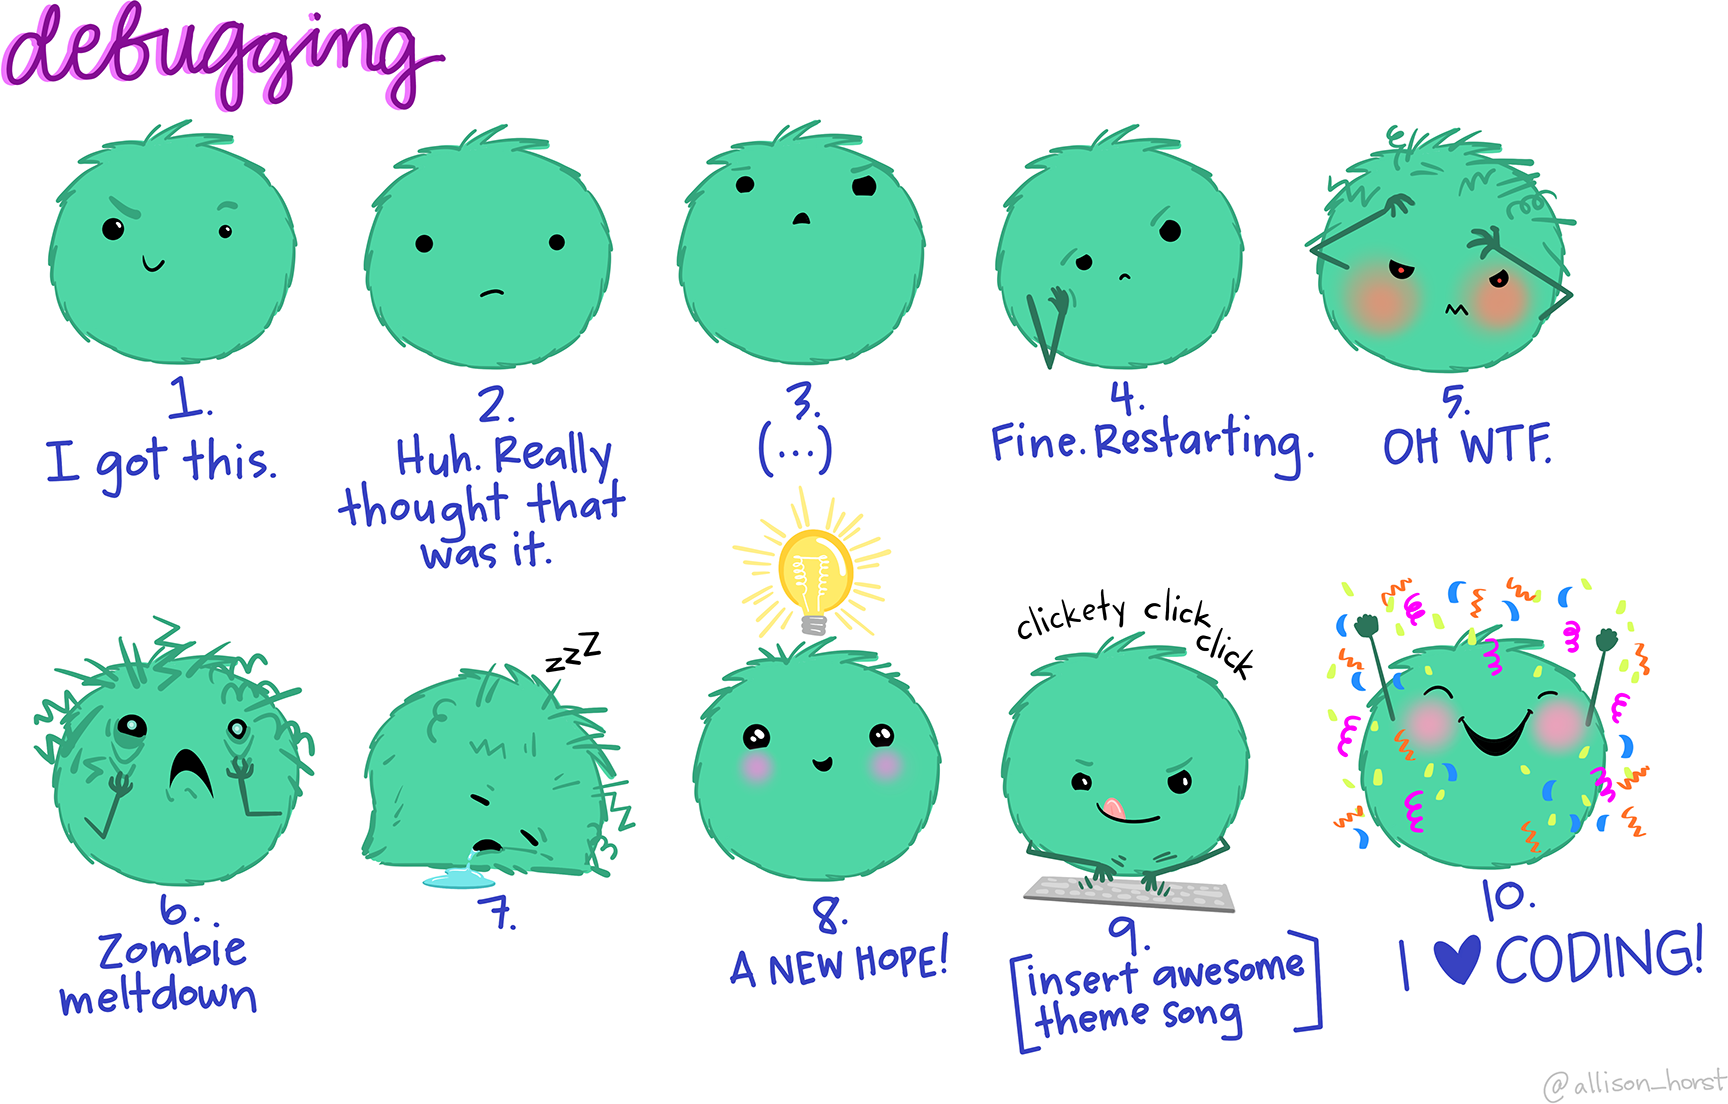 debugging
1.
I got this.
2.
Huh. Really
thought that
was it.
3.
(...)
4.
Fine. Restarting.
5.
OH WTF.
6.
Zombie
meltdown
zzz
7.
8.
A NEW HOPE!
clickety click
click
9.
[insert awesome
theme song]
10.
I ♥ CODING!
@allison_horst